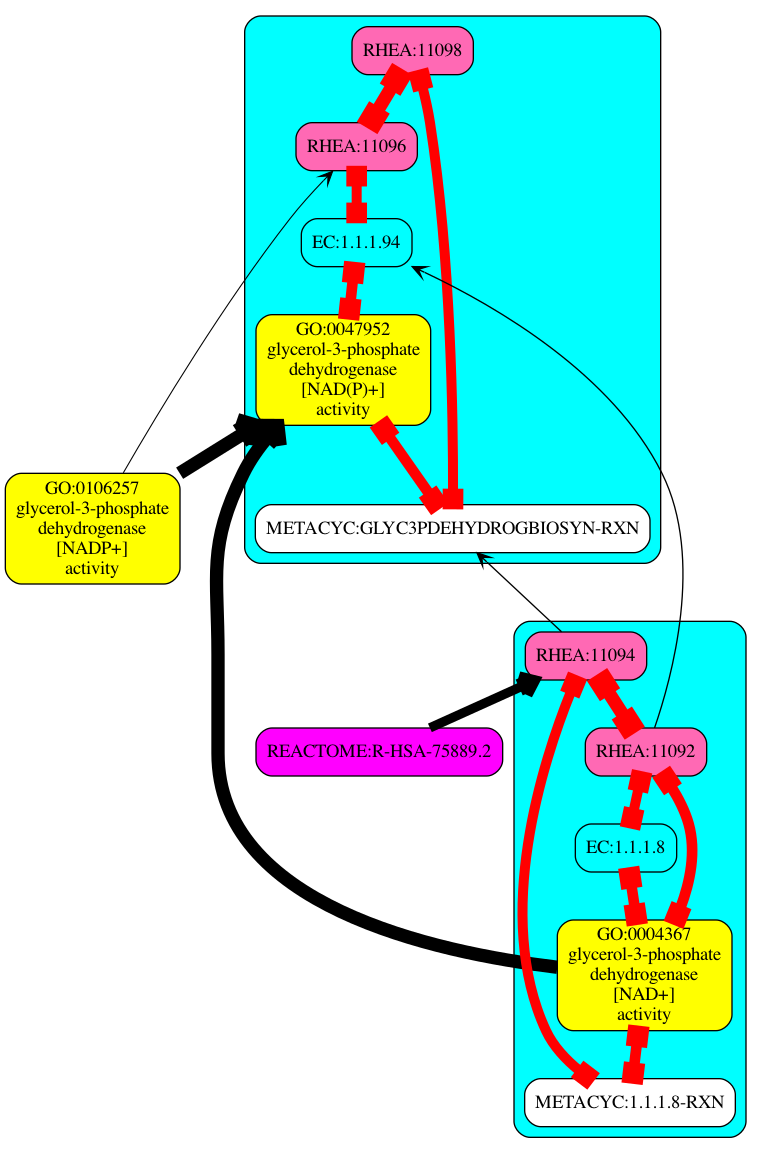 RHEA:11098
RHEA:11096
EC:1.1.1.94
GO:0047952
glycerol-3-phosphate
dehydrogenase
[NAD(P)+]
activity
GO:0106257
glycerol-3-phosphate
dehydrogenase
[NADP+]
activity
METACYC:GLYC3PDEHYDROGBIOSYN-RXN
RHEA:11094
REACTOME:R-HSA-75889.2
RHEA:11092
EC:1.1.1.8
GO:0004367
glycerol-3-phosphate
dehydrogenase
[NAD+]
activity
METACYC:1.1.1.8-RXN